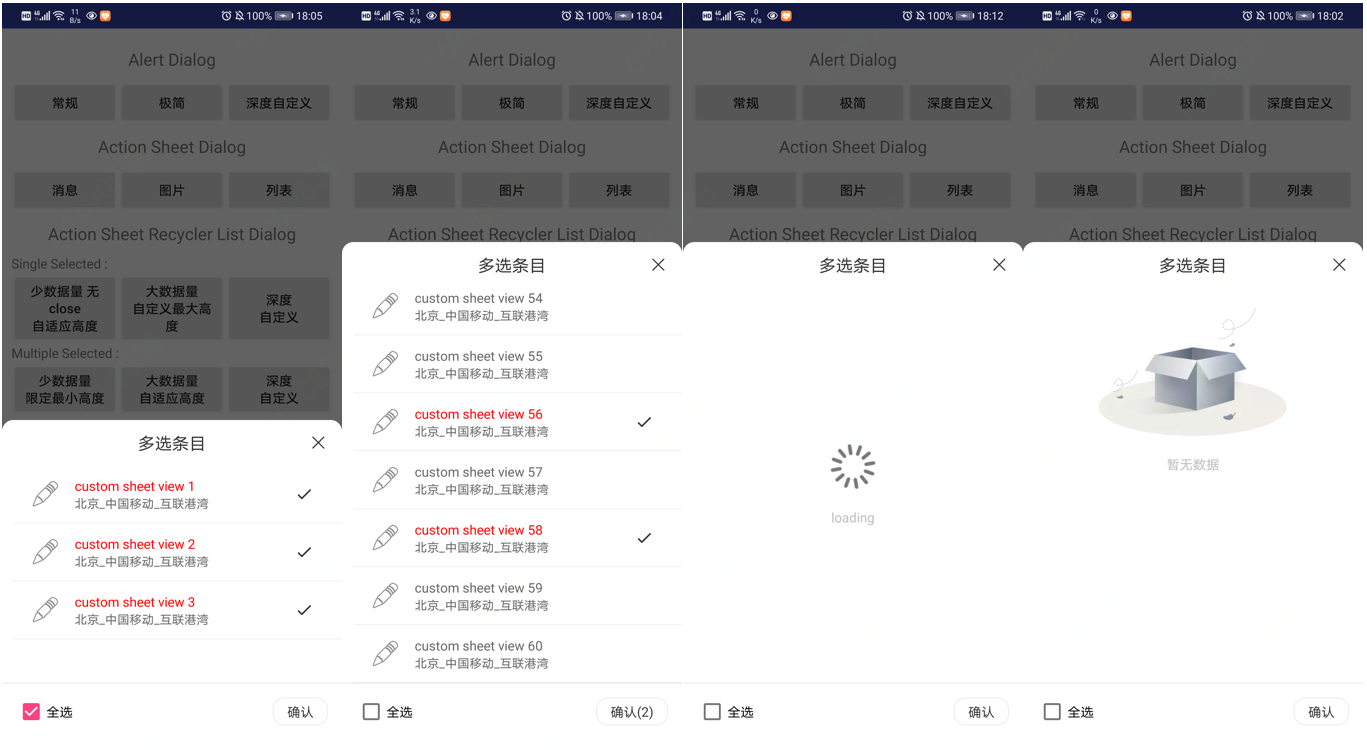 HD 4G 11 B/s 100% 18:05
Alert Dialog
常规 极简 深度自定义
Action Sheet Dialog
消息 图片 列表
Action Sheet Recycler List Dialog
Single Selected :
少数据量 无
close
自适应高度
大数据量
自定义最大高
度
深度
自定义
Multiple Selected :
少数据量
限定最小高度
大数据量
自适应高度
深度
自定义
多选条目
custom sheet view 1
北京_中国移动_互联港湾
custom sheet view 2
北京_中国移动_互联港湾
custom sheet view 3
北京_中国移动_互联港湾
全选 确认
HD 4G 3.1 K/s 100% 18:04
Alert Dialog
常规 极简 深度自定义
Action Sheet Dialog
消息 图片 列表
Action Sheet Recycler List Dialog
多选条目
custom sheet view 54
北京_中国移动_互联港湾
custom sheet view 55
北京_中国移动_互联港湾
custom sheet view 56
北京_中国移动_互联港湾
custom sheet view 57
北京_中国移动_互联港湾
custom sheet view 58
北京_中国移动_互联港湾
custom sheet view 59
北京_中国移动_互联港湾
custom sheet view 60
北京_中国移动_互联港湾
全选 确认(2)
HD 4G 0 K/s 100% 18:12
Alert Dialog
常规 极简 深度自定义
Action Sheet Dialog
消息 图片 列表
Action Sheet Recycler List Dialog
多选条目
loading
全选 确认
HD 4G 0 K/s 100% 18:02
Alert Dialog
常规 极简 深度自定义
Action Sheet Dialog
消息 图片 列表
Action Sheet Recycler List Dialog
多选条目
暂无数据
全选 确认